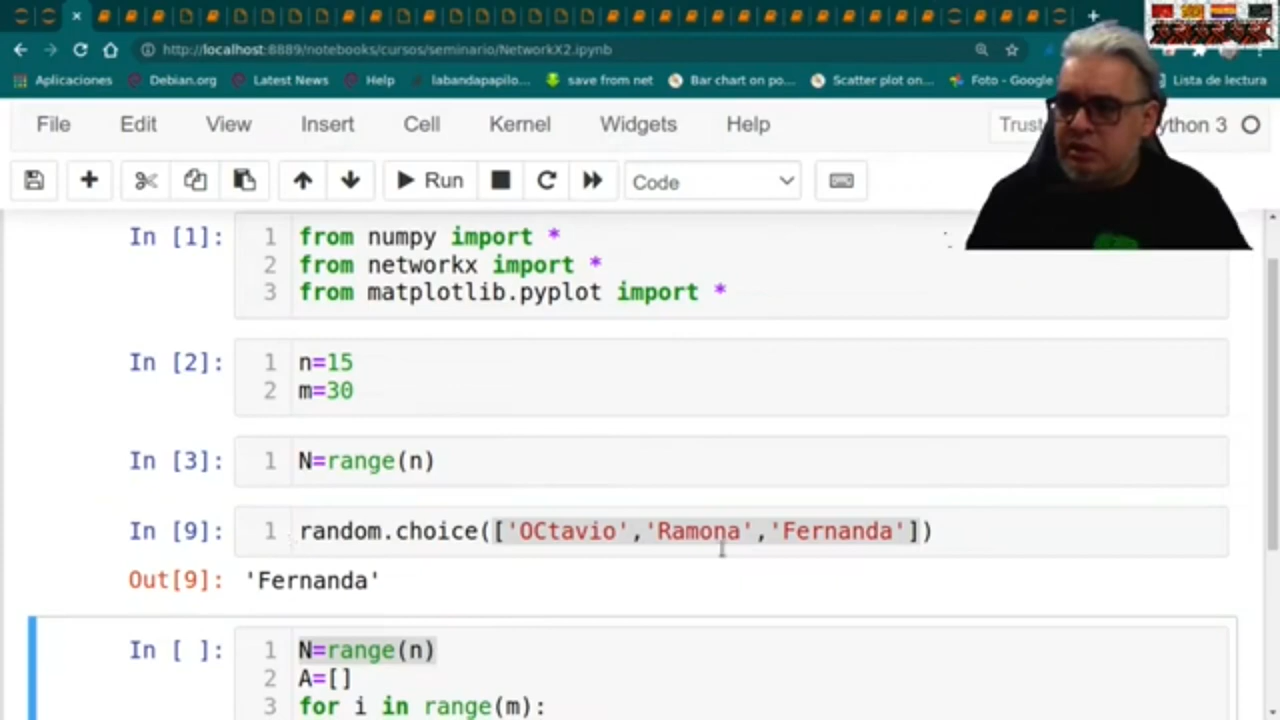 http://localhost:8889/notebooks/cursos/seminario/NetworkX2.ipynb
Aplicaciones Debian.org Latest News Help labandapapilo... save from net Bar chart on po... Scatter plot on... Foto - Google Lista de lectura
File Edit View Insert Cell Kernel Widgets Help Trust ython 3
Run Code
In [1]: 1 from numpy import *
2 from networkx import *
3 from matplotlib.pyplot import *
In [2]: 1 n=15
2 m=30
In [3]: 1 N=range(n)
In [9]: 1 random.choice(['OCtavio','Ramona','Fernanda'])
Out[9]: 'Fernanda'
In [ ]: 1 N=range(n)
2 A=[]
3 for i in range(m):